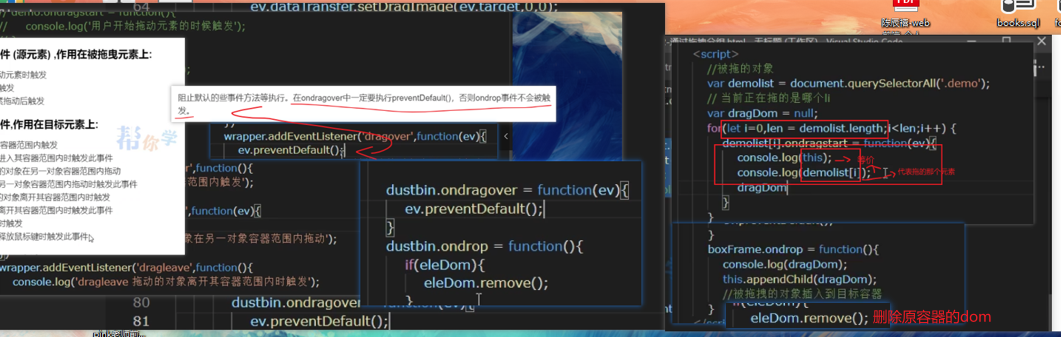 64 ev.dataTransfer.setDragImage(ev.target,0,0);
demo.ondragstart = function(){
// console.log('用户开始拖动元素的时候触发');
件 (源元素) ,作用在被拖曳元素上:
动元素时触发
触发
拖动后触发
件,作用在目标元素上:
容器范围内触发
进入其容器范围内时触发此事件
的对象在另一对象容器范围内拖动
另一对象容器范围内拖动时触发此事件
的对象离开其容器范围内时触发
离开其容器范围内时触发此事件
时触发
释放鼠标键时触发此事件
帮你学
阻止默认的些事件方法等执行。在ondragover中一定要执行preventDefault()，否则ondrop事件不会被触
发。
wrapper.addEventListener('dragover',function(ev){
ev.preventDefault();
',function(){
范围内触发');
',function(ev){
象在另一对象容器范围内拖动');
wrapper.addEventListener('dragleave',function(){
console.log('dragleave 拖动的对象离开其容器范围内时触发');
80 dustbin.ondragover = function(ev){
81 ev.preventDefault();
dustbin.ondragover = function(ev){
ev.preventDefault();
}
dustbin.ondrop = function(){
if(eleDom){
eleDom.remove();
}
陈茂福-web
books.sql
<script>
//被拖的对象
var demolist = document.querySelectorAll('.demo');
// 当前正在拖的是哪个li
var dragDom = null;
for(let i=0,len = demolist.length;i<len;i++) {
demolist[i].ondragstart = function(ev){
console.log(this); 等价
console.log(demolist[i]); 代表拖的那个元素
dragDom
}
}
}
boxFrame.ondrop = function() {
console.log(dragDom);
this.appendChild(dragDom);
//被拖拽的对象插入到目标容器
}
if(eleDom){
eleDom.remove(); 删除原容器的dom